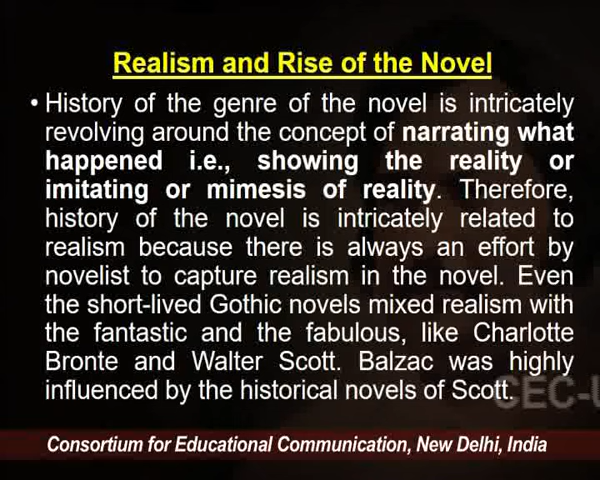 Realism and Rise of the Novel
• History of the genre of the novel is intricately
revolving around the concept of narrating what
happened i.e., showing the reality or
imitating or mimesis of reality. Therefore,
history of the novel is intricately related to
realism because there is always an effort by
novelist to capture realism in the novel. Even
the short-lived Gothic novels mixed realism with
the fantastic and the fabulous, like Charlotte
Bronte and Walter Scott. Balzac was highly
influenced by the historical novels of Scott.
CEC-U
Consortium for Educational Communication, New Delhi, India